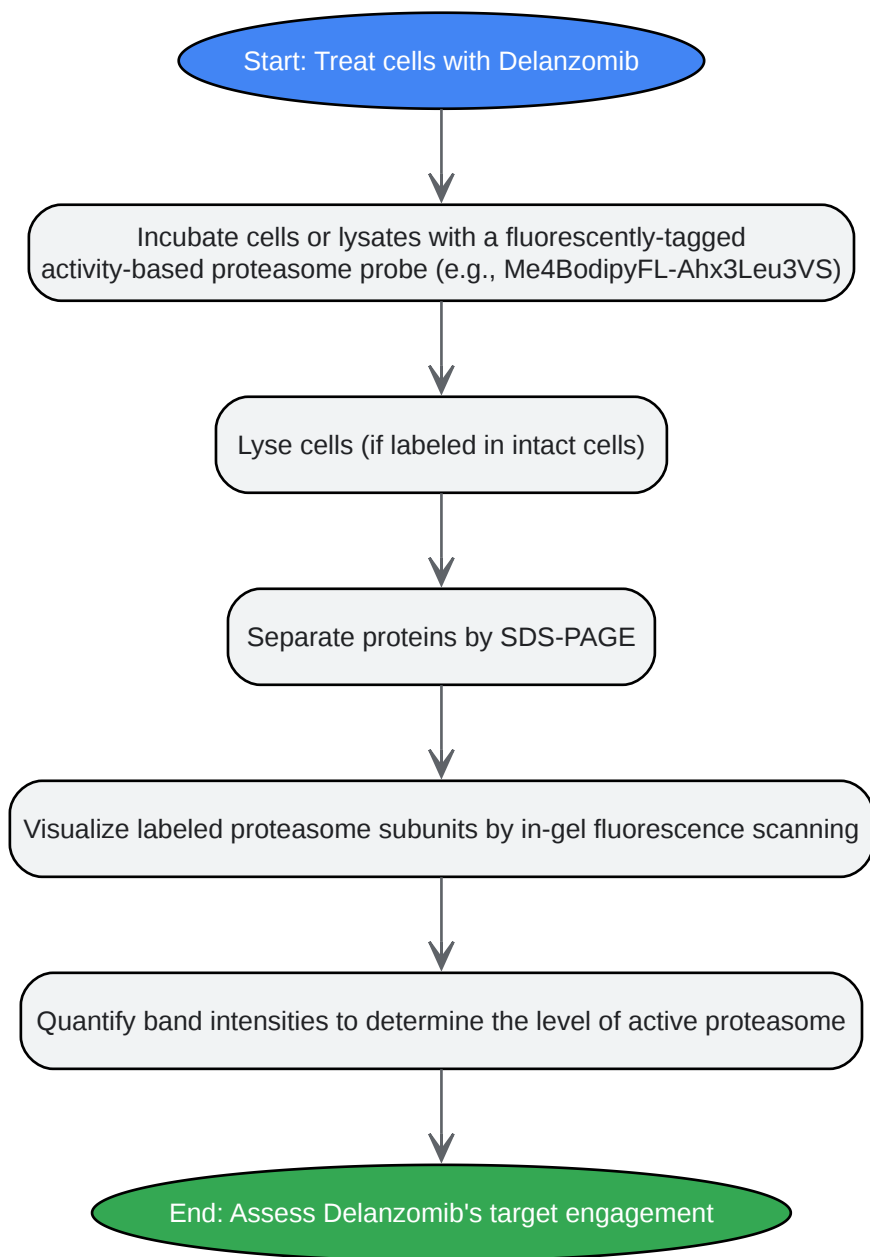 Start: Treat cells with Delanzomib
Incubate cells or lysates with a fluorescently-tagged
activity-based proteasome probe (e.g., Me4BodipyFL-Ahx3Leu3VS)
Lyse cells (if labeled in intact cells)
Separate proteins by SDS-PAGE
Visualize labeled proteasome subunits by in-gel fluorescence scanning
Quantify band intensities to determine the level of active proteasome
End: Assess Delanzomib's target engagement